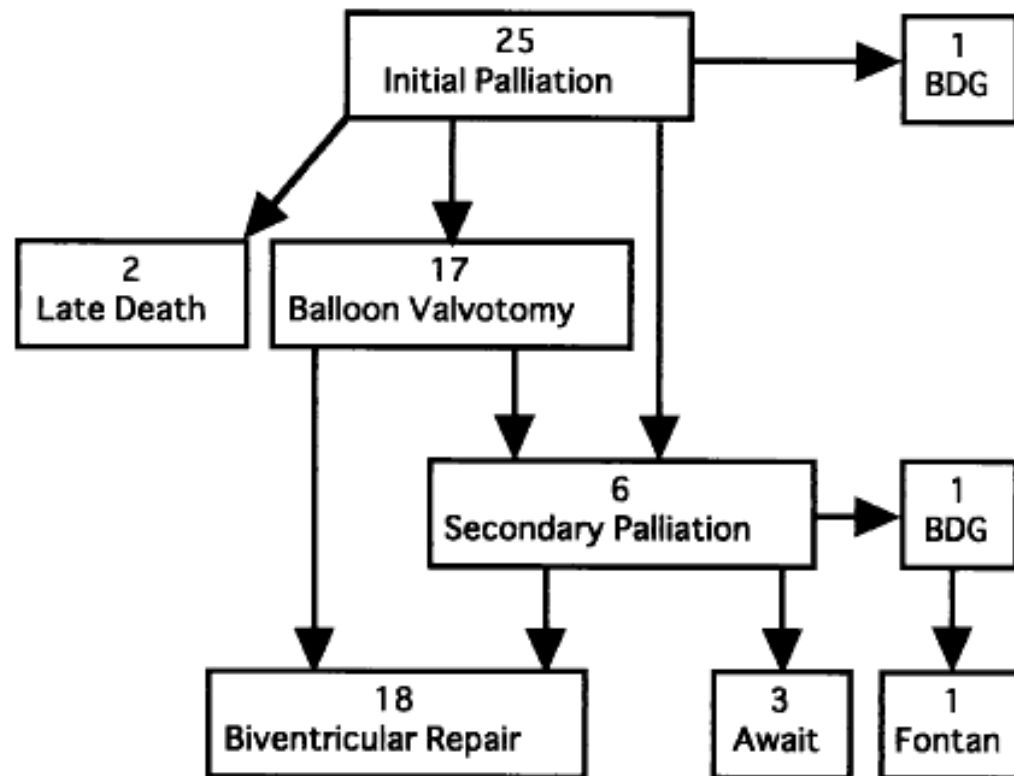 25
Initial Palliation
1
BDG
2
Late Death
17
Balloon Valvotomy
6
Secondary Palliation
1
BDG
18
Biventricular Repair
3
Await
1
Fontan